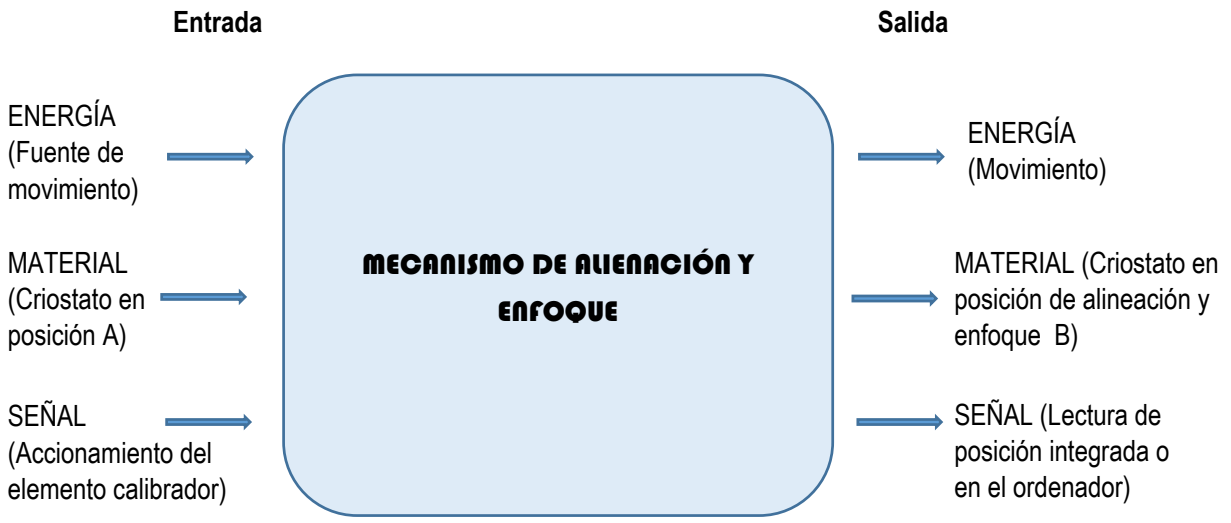 Entrada
Salida
ENERGÍA
(Fuente de
movimiento)
ENERGÍA
(Movimiento)
MECANISMO DE ALIENACIÓN Y
ENFOQUE
MATERIAL
(Criostato en
posición A)
MATERIAL (Criostato en
posición de alineación y
enfoque B)
SEÑAL
(Accionamiento del
elemento calibrador)
SEÑAL (Lectura de
posición integrada o
en el ordenador)